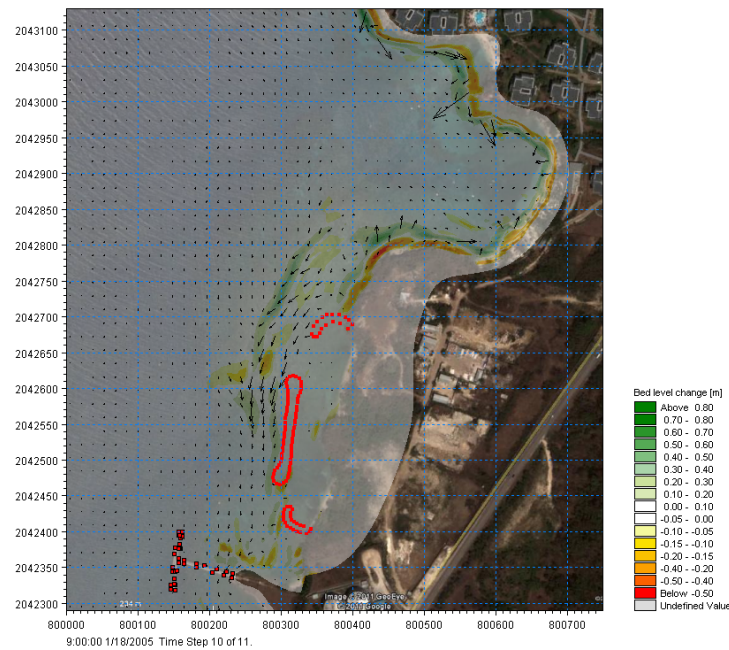 2043100
2043050
2043000
2042950
2042900
2042850
2042800
2042750
2042700
2042650
2042600
2042550
2042500
2042450
2042400
2042350
2042300
Image © 2011 GeoEye
© 2011 Google
800000 800100 800200 800300 800400 800500 800600 800700
9:00:00 1/18/2005 Time Step 10 of 11.
Bed level change [m]
Above 0.80
0.70 - 0.80
0.60 - 0.70
0.50 - 0.60
0.40 - 0.50
0.30 - 0.40
0.20 - 0.30
0.10 - 0.20
0.00 - 0.10
-0.05 - 0.00
-0.10 - -0.05
-0.15 - -0.10
-0.20 - -0.15
-0.40 - -0.20
-0.50 - -0.40
Below -0.50
Undefined Value